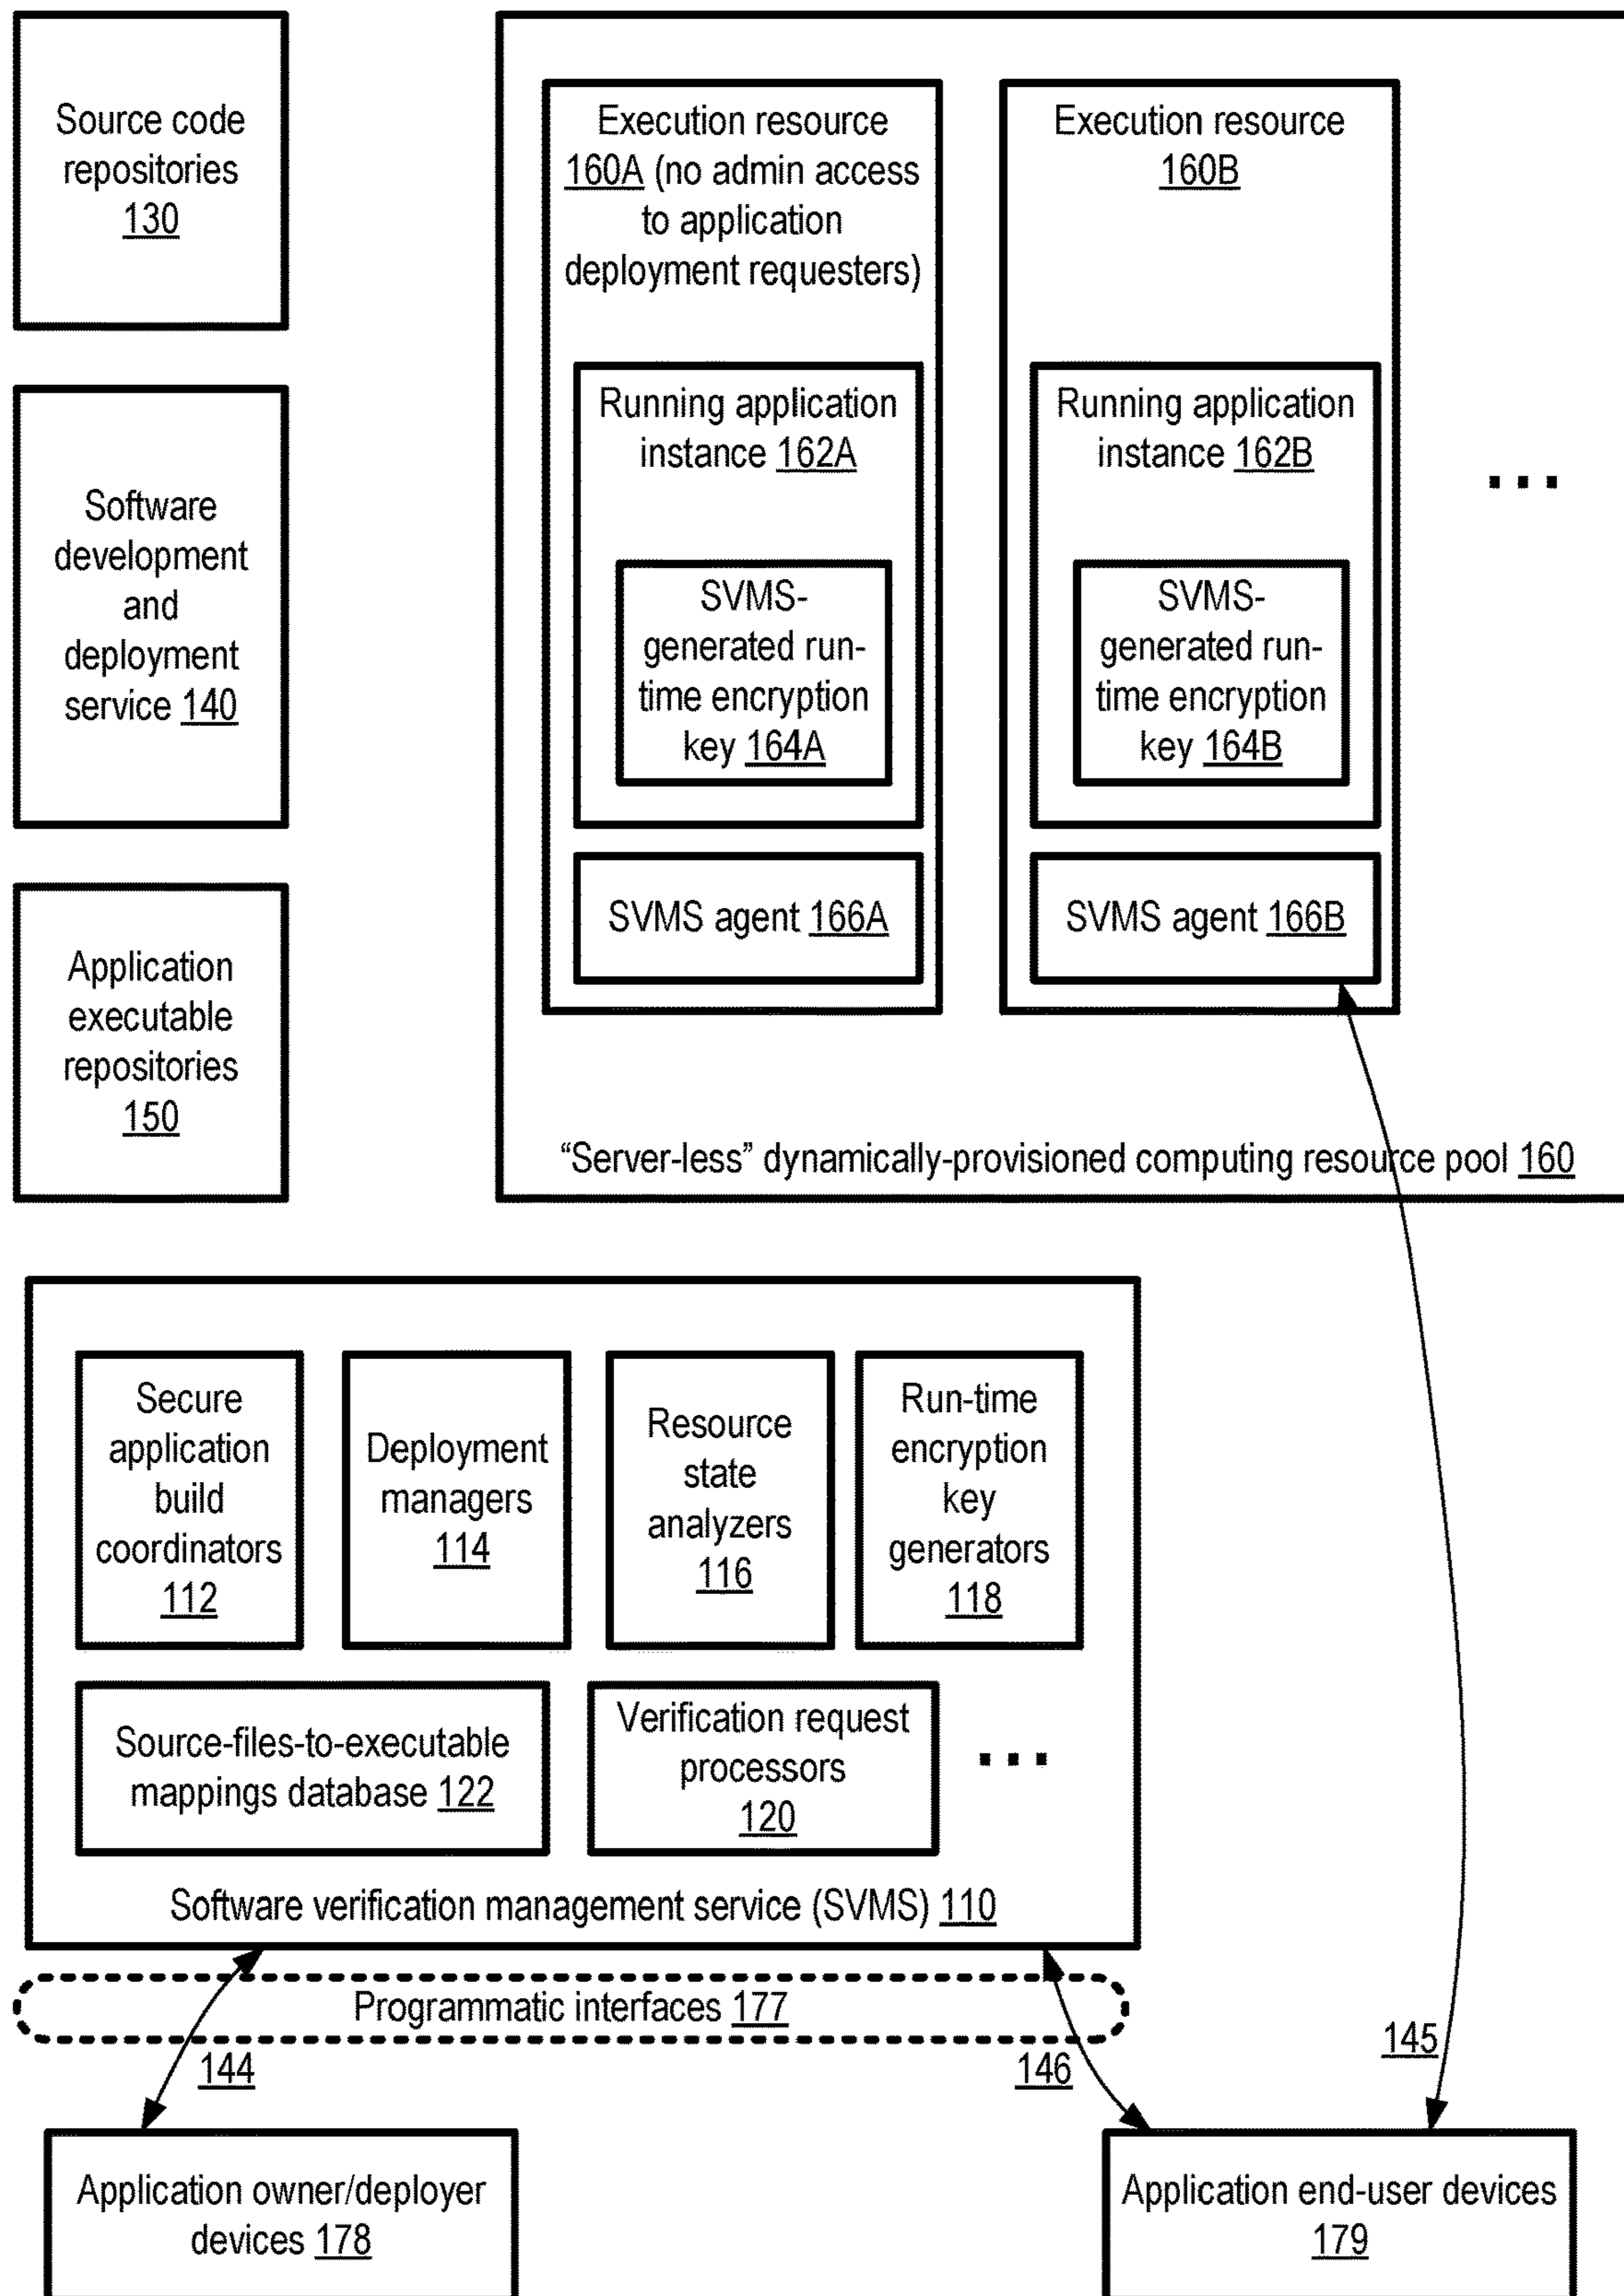 Source code
repositories
130
Software
development
and
deployment
service 140
Application
executable
repositories
150
Execution resource
160A (no admin access
to application
deployment requesters)
Running application
instance 162A
SVMS-
generated run-
time encryption
key 164A
SVMS agent 166A
Execution resource
160B
Running application
instance 162B
SVMS-
generated run-
time encryption
key 164B
SVMS agent 166B
...
“Server-less” dynamically-provisioned computing resource pool 160
Secure
application
build
coordinators
112
Deployment
managers
114
Resource
state
analyzers
116
Run-time
encryption
key
generators
118
Source-files-to-executable
mappings database 122
Verification request
processors
120
...
Software verification management service (SVMS) 110
Programmatic interfaces 177
144
146
145
Application owner/deployer
devices 178
Application end-user devices
179